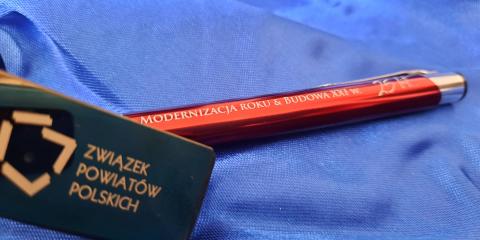 MODERNIZACJA ROKU & BUDOWA XXI W.
ZWIĄZEK
POWIATÓW
POLSKICH